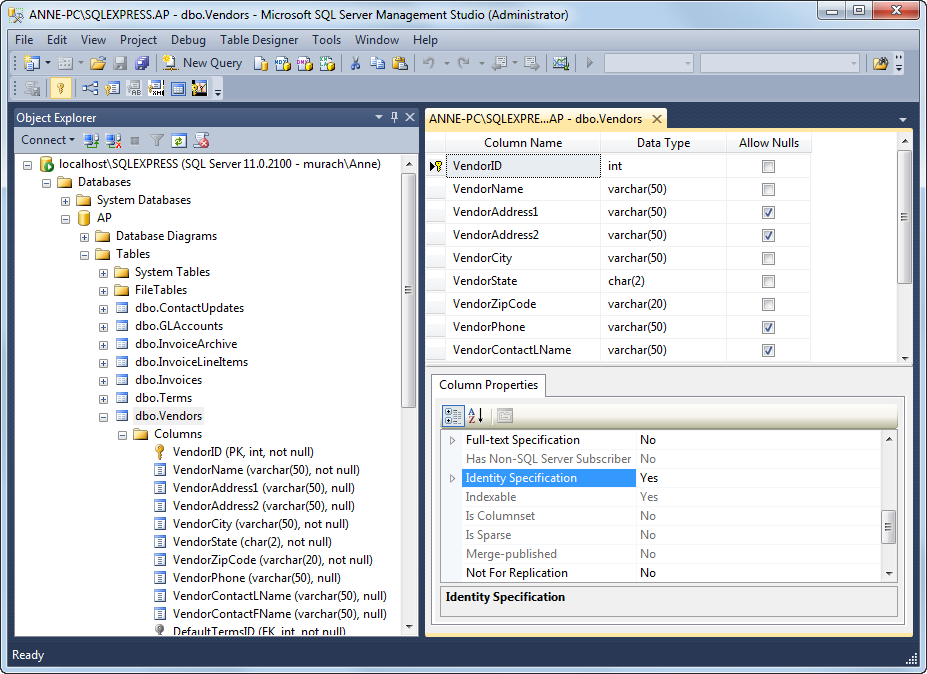 ANNE-PC\SQLEXPRESS.AP - dbo.Vendors - Microsoft SQL Server Management Studio (Administrator)
File Edit View Project Debug Table Designer Tools Window Help
New Query
Object Explorer
Connect
localhost\SQLEXPRESS (SQL Server 11.0.2100 - murach\Anne)
Databases
System Databases
AP
Database Diagrams
Tables
System Tables
FileTables
dbo.ContactUpdates
dbo.GLAccounts
dbo.InvoiceArchive
dbo.InvoiceLineItems
dbo.Invoices
dbo.Terms
dbo.Vendors
Columns
VendorID (PK, int, not null)
VendorName (varchar(50), not null)
VendorAddress1 (varchar(50), null)
VendorAddress2 (varchar(50), null)
VendorCity (varchar(50), not null)
VendorState (char(2), not null)
VendorZipCode (varchar(20), not null)
VendorPhone (varchar(50), null)
VendorContactLName (varchar(50), null)
VendorContactFName (varchar(50), null)
DefaultTermsID (FK, int, not null)
ANNE-PC\SQLEXPRE...AP - dbo.Vendors
Column Name Data Type Allow Nulls
VendorID int
VendorName varchar(50)
VendorAddress1 varchar(50)
VendorAddress2 varchar(50)
VendorCity varchar(50)
VendorState char(2)
VendorZipCode varchar(20)
VendorPhone varchar(50)
VendorContactLName varchar(50)
Column Properties
Full-text Specification No
Has Non-SQL Server Subscriber No
Identity Specification Yes
Indexable Yes
Is Columnset No
Is Sparse No
Merge-published No
Not For Replication No
Identity Specification
Ready